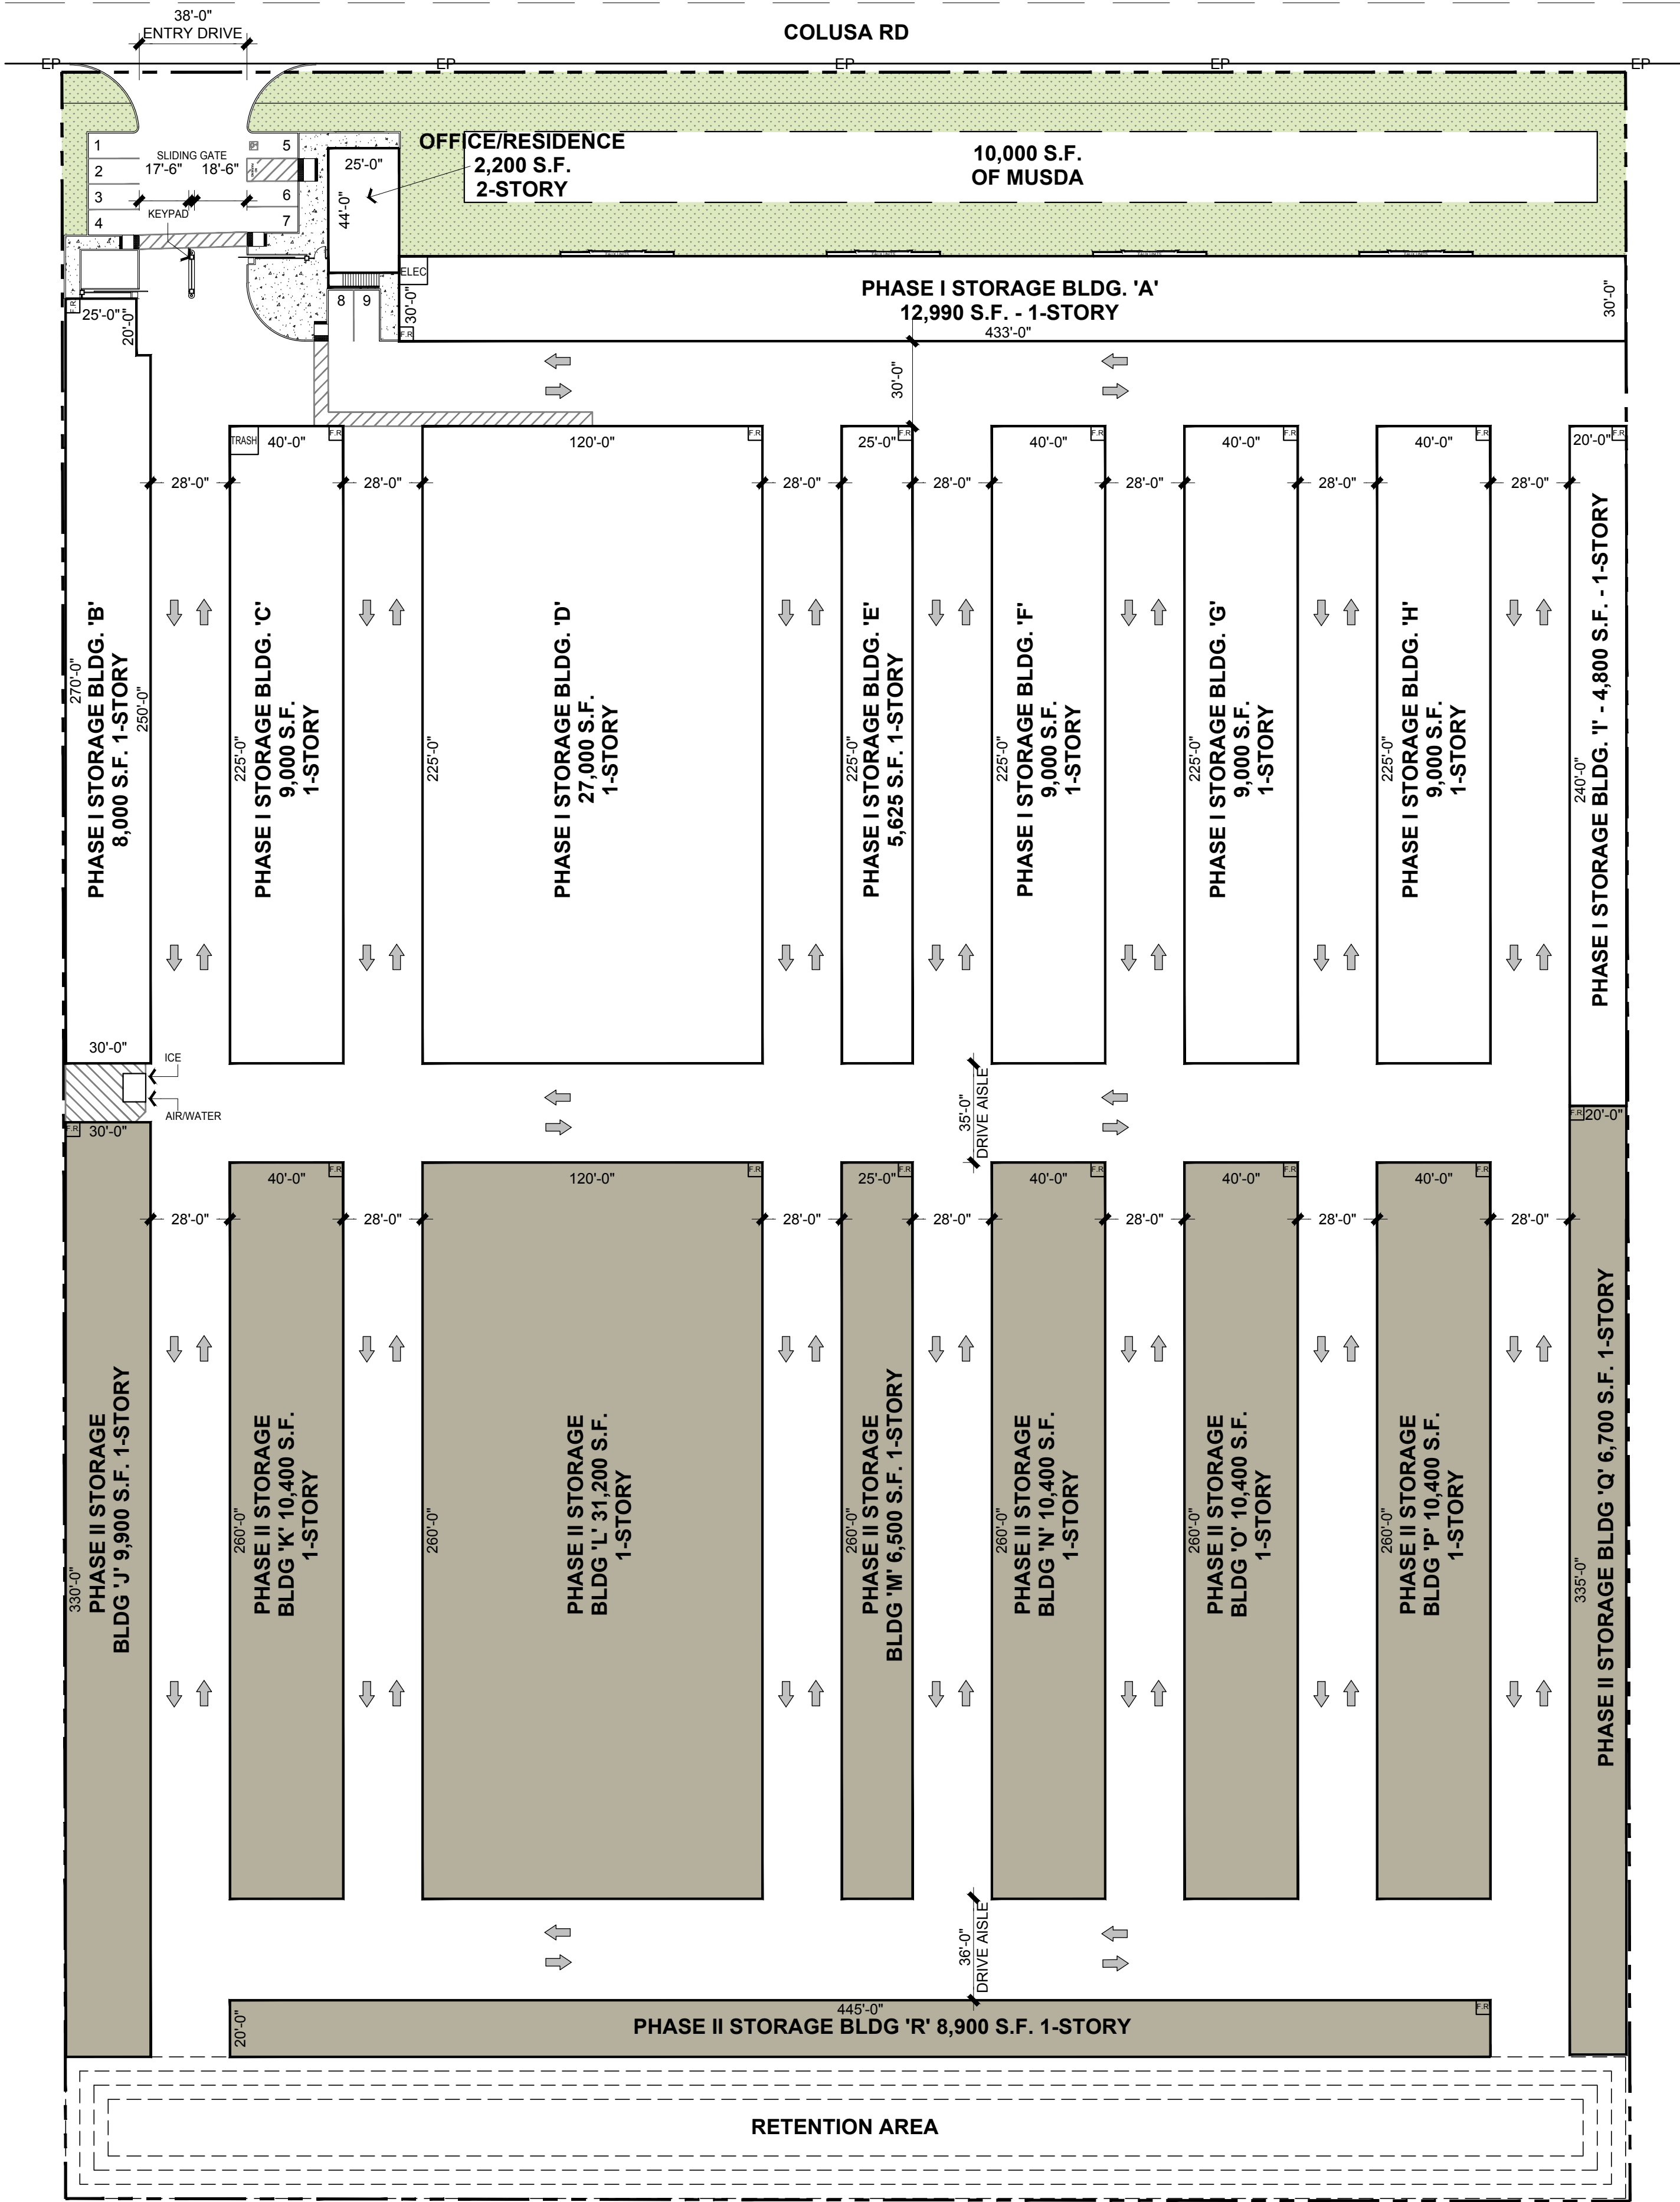 38'-0"
ENTRY DRIVE
COLUSA RD
EP
EP
EP
EP
EP
1
2
3
4
SLIDING GATE
17'-6"
18'-6"
KEYPAD
5
6
7
25'-0"
44'-0"
OFFICE/RESIDENCE
2,200 S.F.
2-STORY
10,000 S.F.
OF MUSDA
ELEC
8
9
30'-0"
F.R
PHASE I STORAGE BLDG. 'A'
12,990 S.F. - 1-STORY
433'-0"
30'-0"
F.R
25'-0"
20'-0"
30'-0"
TRASH
40'-0"
F.R
120'-0"
F.R
25'-0"
F.R
40'-0"
F.R
40'-0"
F.R
40'-0"
F.R
20'-0"
F.R
28'-0"
28'-0"
28'-0"
28'-0"
28'-0"
28'-0"
28'-0"
270'-0"
PHASE I STORAGE BLDG. 'B'
8,000 S.F. 1-STORY
250'-0"
225'-0"
PHASE I STORAGE BLDG. 'C'
9,000 S.F.
1-STORY
225'-0"
PHASE I STORAGE BLDG. 'D'
27,000 S.F.
1-STORY
225'-0"
PHASE I STORAGE BLDG. 'E'
5,625 S.F. 1-STORY
225'-0"
PHASE I STORAGE BLDG. 'F'
9,000 S.F.
1-STORY
225'-0"
PHASE I STORAGE BLDG. 'G'
9,000 S.F.
1-STORY
225'-0"
PHASE I STORAGE BLDG. 'H'
9,000 S.F.
1-STORY
240'-0"
PHASE I STORAGE BLDG. 'I' - 4,800 S.F. - 1-STORY
30'-0"
ICE
AIR/WATER
35'-0"
DRIVE AISLE
F.R
30'-0"
F.R
20'-0"
40'-0"
F.R
120'-0"
F.R
25'-0"
F.R
40'-0"
F.R
40'-0"
F.R
40'-0"
F.R
28'-0"
28'-0"
28'-0"
28'-0"
28'-0"
28'-0"
28'-0"
330'-0"
PHASE II STORAGE
BLDG 'J' 9,900 S.F. 1-STORY
260'-0"
PHASE II STORAGE
BLDG 'K' 10,400 S.F.
1-STORY
260'-0"
PHASE II STORAGE
BLDG 'L' 31,200 S.F.
1-STORY
260'-0"
PHASE II STORAGE
BLDG 'M' 6,500 S.F. 1-STORY
260'-0"
PHASE II STORAGE
BLDG 'N' 10,400 S.F.
1-STORY
260'-0"
PHASE II STORAGE
BLDG 'O' 10,400 S.F.
1-STORY
260'-0"
PHASE II STORAGE
BLDG 'P' 10,400 S.F.
1-STORY
335'-0"
PHASE II STORAGE BLDG 'Q' 6,700 S.F. 1-STORY
36'-0"
DRIVE AISLE
20'-0"
445'-0"
F.R
PHASE II STORAGE BLDG 'R' 8,900 S.F. 1-STORY
RETENTION AREA